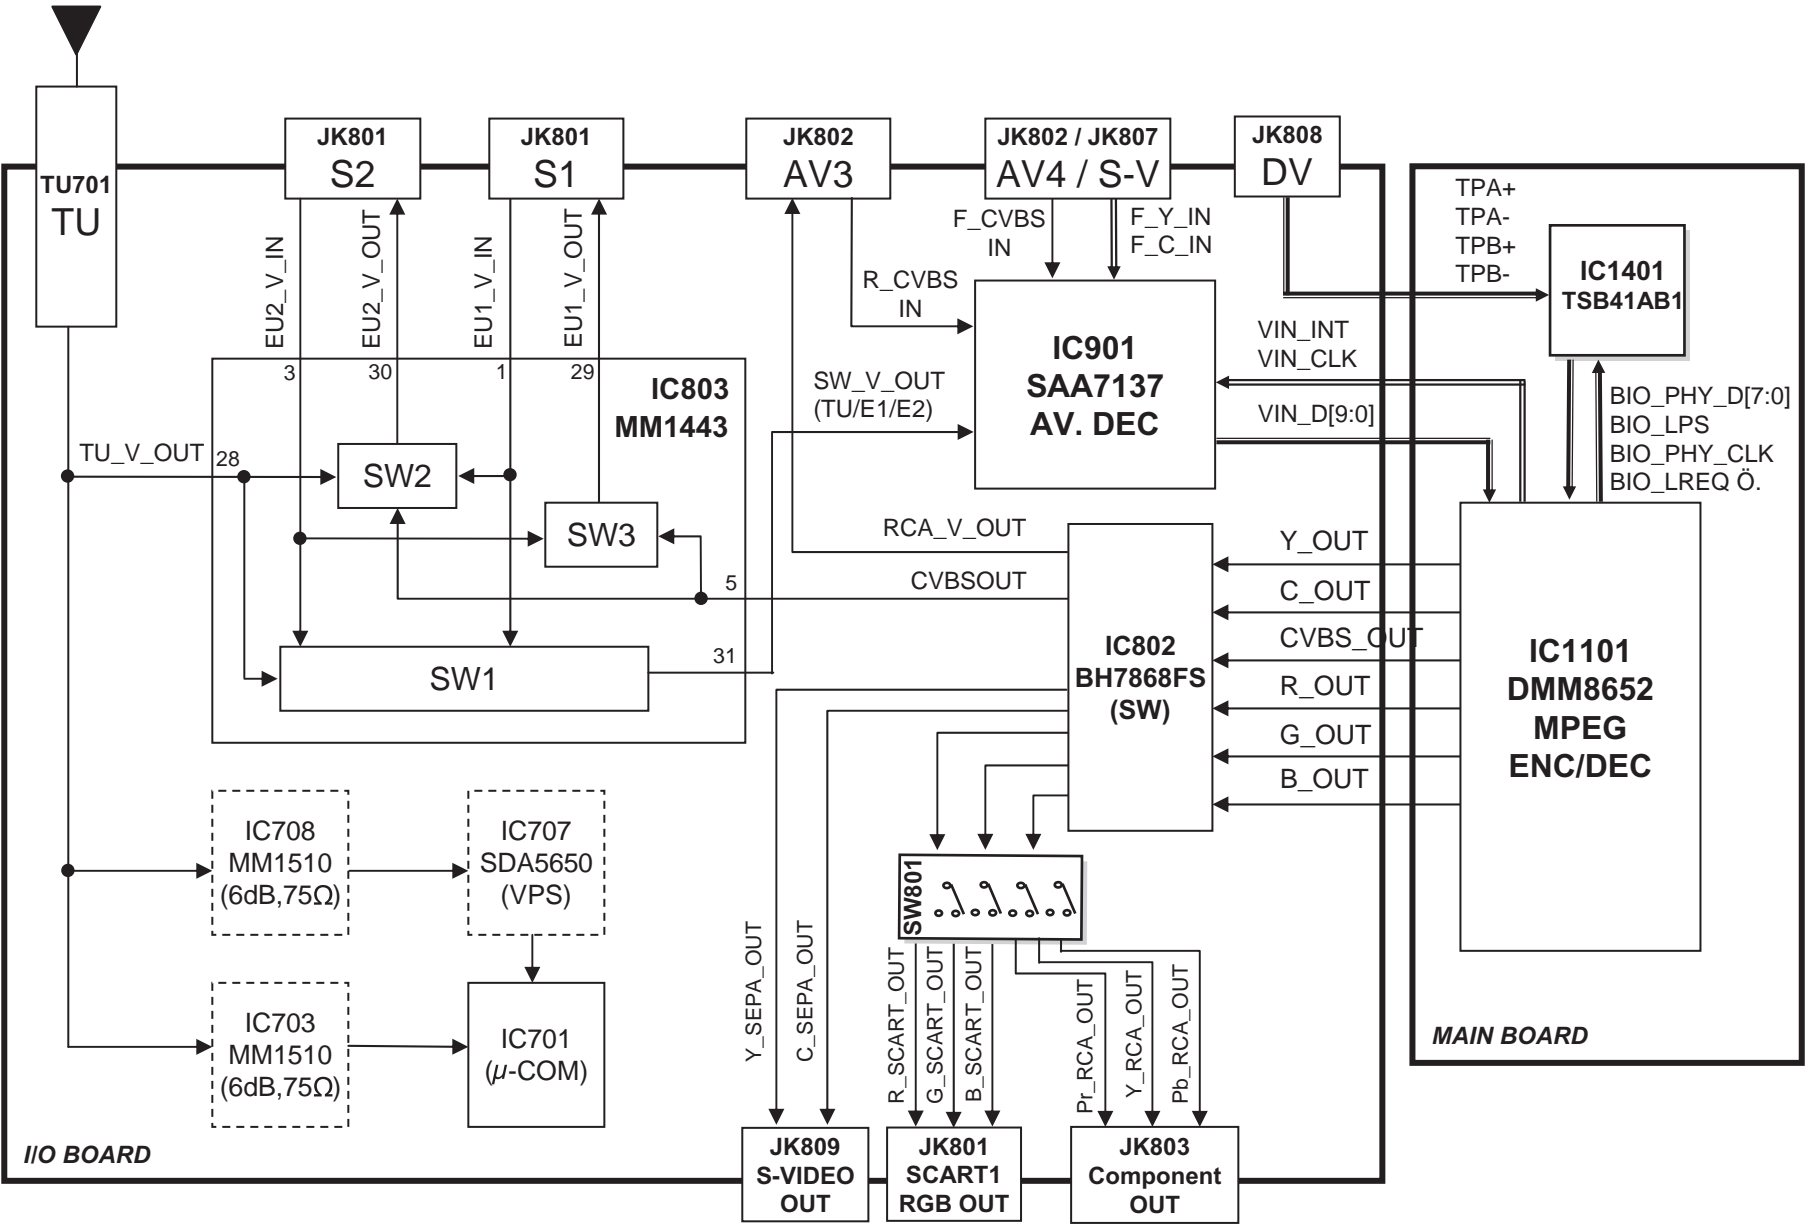 TU701
TU
JK801
S2
JK801
S1
JK802
AV3
JK802 / JK807
AV4 / S-V
JK808
DV
EU2_V_IN
EU2_V_OUT
EU1_V_IN
EU1_V_OUT
R_CVBS
IN
F_CVBS
IN
F_Y_IN
F_C_IN
TPA+
TPA-
TPB+
TPB-
IC1401
TSB41AB1
3
30
1
29
IC803
MM1443
SW_V_OUT
(TU/E1/E2)
IC901
SAA7137
AV. DEC
VIN_INT
VIN_CLK
VIN_D[9:0]
BIO_PHY_D[7:0]
BIO_LPS
BIO_PHY_CLK
BIO_LREQ Ö.
TU_V_OUT
28
SW2
SW3
5
31
SW1
RCA_V_OUT
CVBSOUT
IC802
BH7868FS
(SW)
Y_OUT
C_OUT
CVBS_OUT
R_OUT
G_OUT
B_OUT
IC1101
DMM8652
MPEG
ENC/DEC
IC708
MM1510
(6dB,75Ω)
IC707
SDA5650
(VPS)
IC703
MM1510
(6dB,75Ω)
IC701
(μ-COM)
SW801
Y_SEPA_OUT
C_SEPA_OUT
R_SCART_OUT
G_SCART_OUT
B_SCART_OUT
Pr_RCA_OUT
Y_RCA_OUT
Pb_RCA_OUT
MAIN BOARD
I/O BOARD
JK809
S-VIDEO
OUT
JK801
SCART1
RGB OUT
JK803
Component
OUT